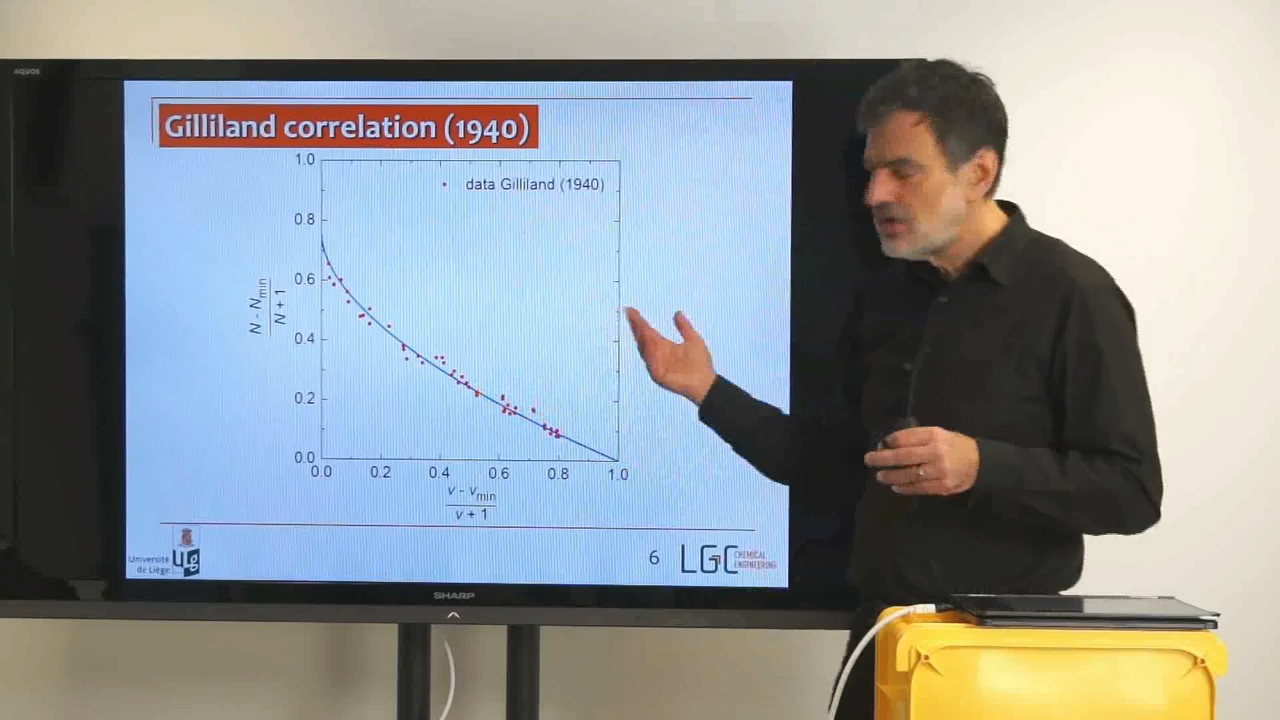 AQUOS
Gilliland correlation (1940)
1.0
data Gilliland (1940)
0.8
0.6
N - Nmin
N + 1
0.4
0.2
0.0
0.0 0.2 0.4 0.6 0.8 1.0
v - vmin
v + 1
Université
de Liège
ULg
6
LGC
CHEMICAL
ENGINEERING
SHARP